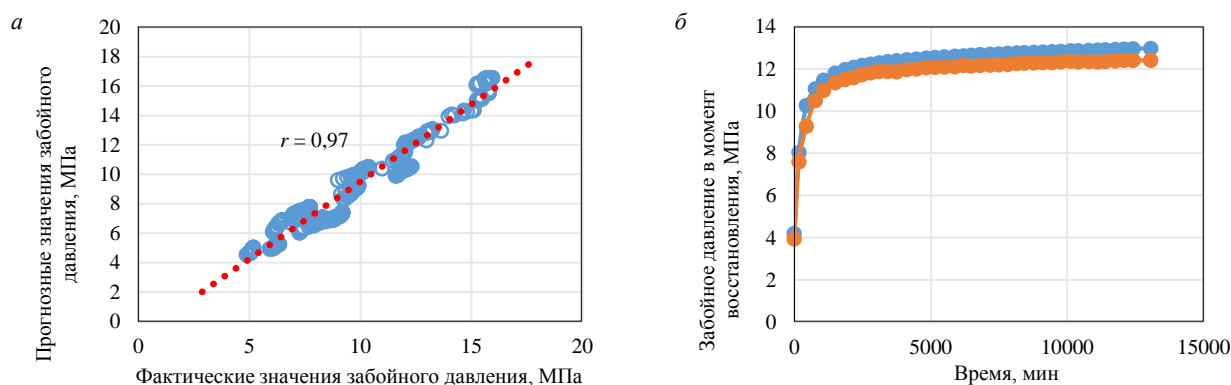 а
Прогнозные значения забойного
давления, МПа
20
18
16
14
12
10
8
6
4
2
0
r = 0,97
0 5 10 15 20
Фактические значения забойного давления, МПа
б
Забойное давление в момент
восстановления, МПа
14
12
10
8
6
4
2
0
0 5000 10000 15000
Время, мин